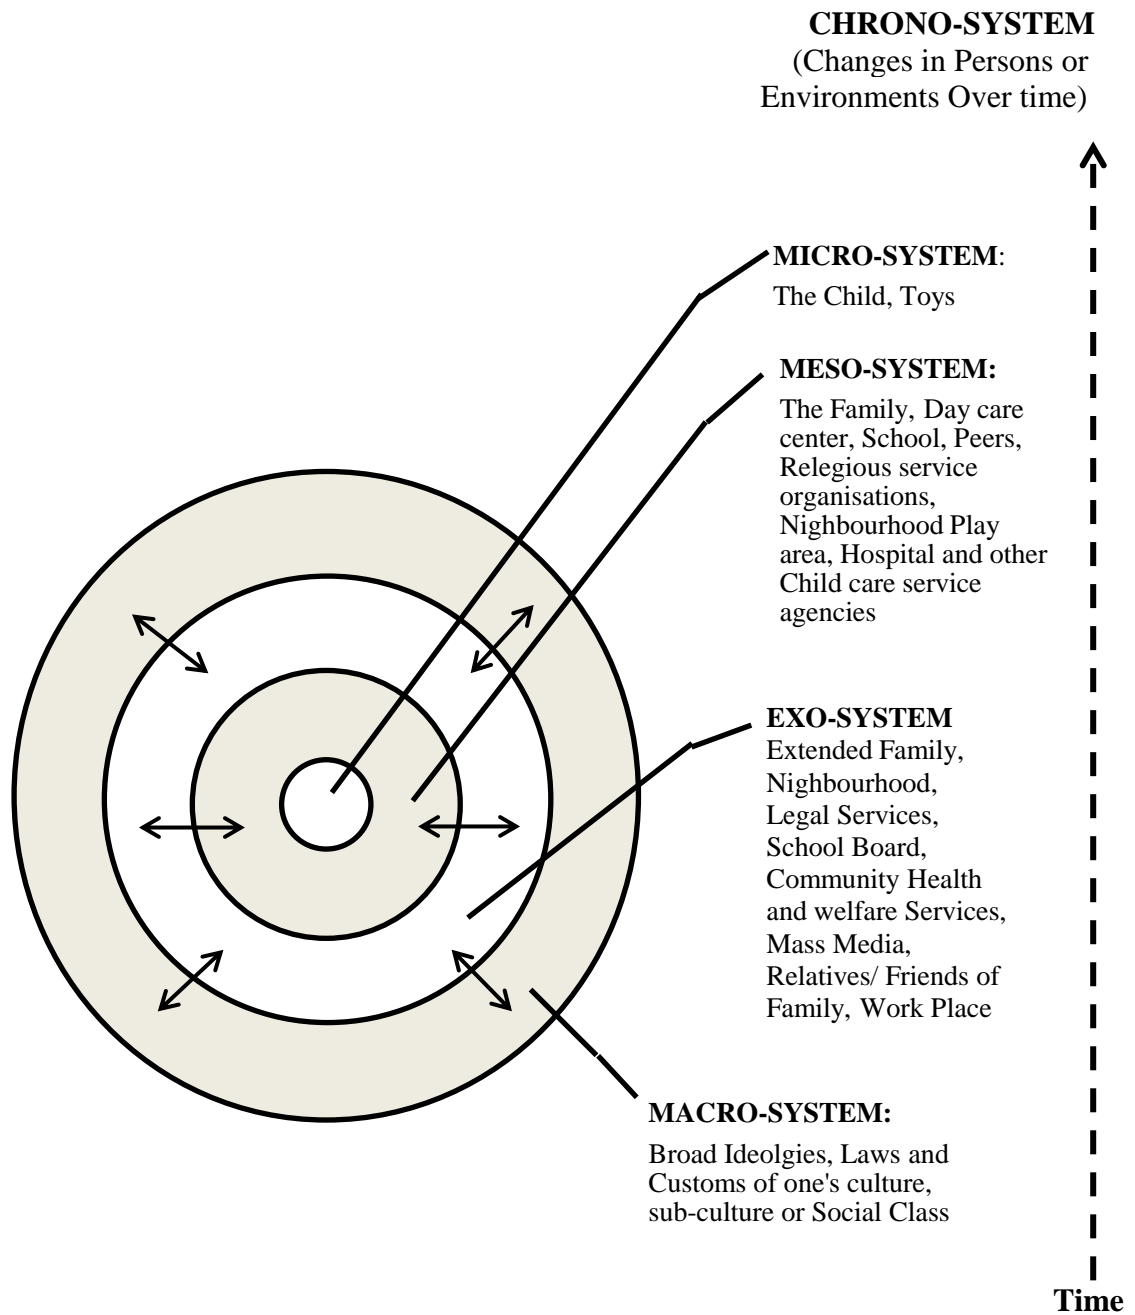 CHRONO-SYSTEM
(Changes in Persons or
Environments Over time)
MICRO-SYSTEM:
The Child, Toys
MESO-SYSTEM:
The Family, Day care
center, School, Peers,
Relegious service
organisations,
Nighbourhood Play
area, Hospital and other
Child care service
agencies
EXO-SYSTEM
Extended Family,
Nighbourhood,
Legal Services,
School Board,
Community Health
and welfare Services,
Mass Media,
Relatives/ Friends of
Family, Work Place
MACRO-SYSTEM:
Broad Ideolgies, Laws and
Customs of one's culture,
sub-culture or Social Class
Time